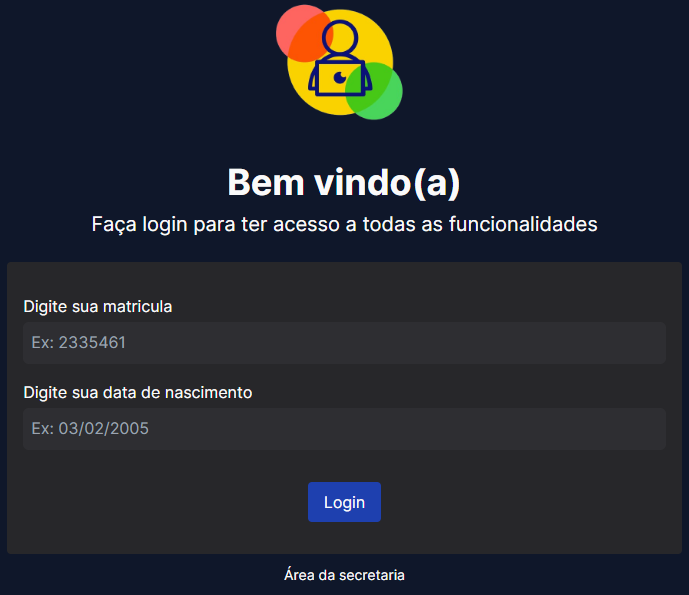 Bem vindo(a)
Faça login para ter acesso a todas as funcionalidades
Digite sua matricula
Ex: 2335461
Digite sua data de nascimento
Ex: 03/02/2005
Login
Área da secretaria